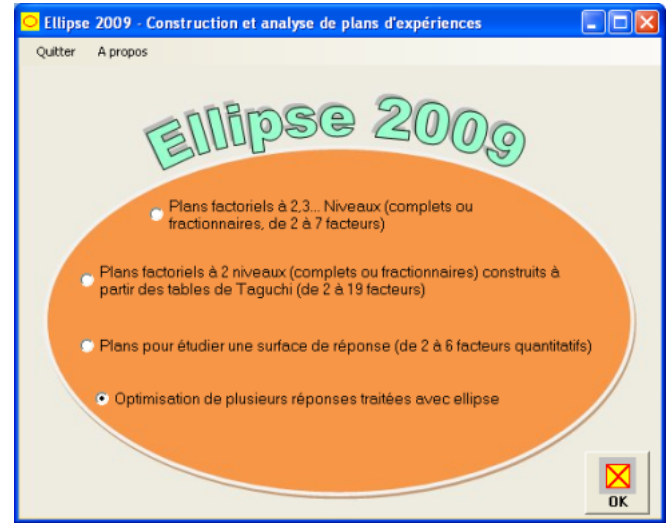 Ellipse 2009 - Construction et analyse de plans d'expériences
Quitter A propos
Ellipse 2009
Plans factoriels à 2,3... Niveaux (complets ou
fractionnaires, de 2 à 7 facteurs)
Plans factoriels à 2 niveaux (complets ou fractionnaires) construits à
partir des tables de Taguchi (de 2 à 19 facteurs)
Plans pour étudier une surface de réponse (de 2 à 6 facteurs quantitatifs)
Optimisation de plusieurs réponses traitées avec ellipse
OK